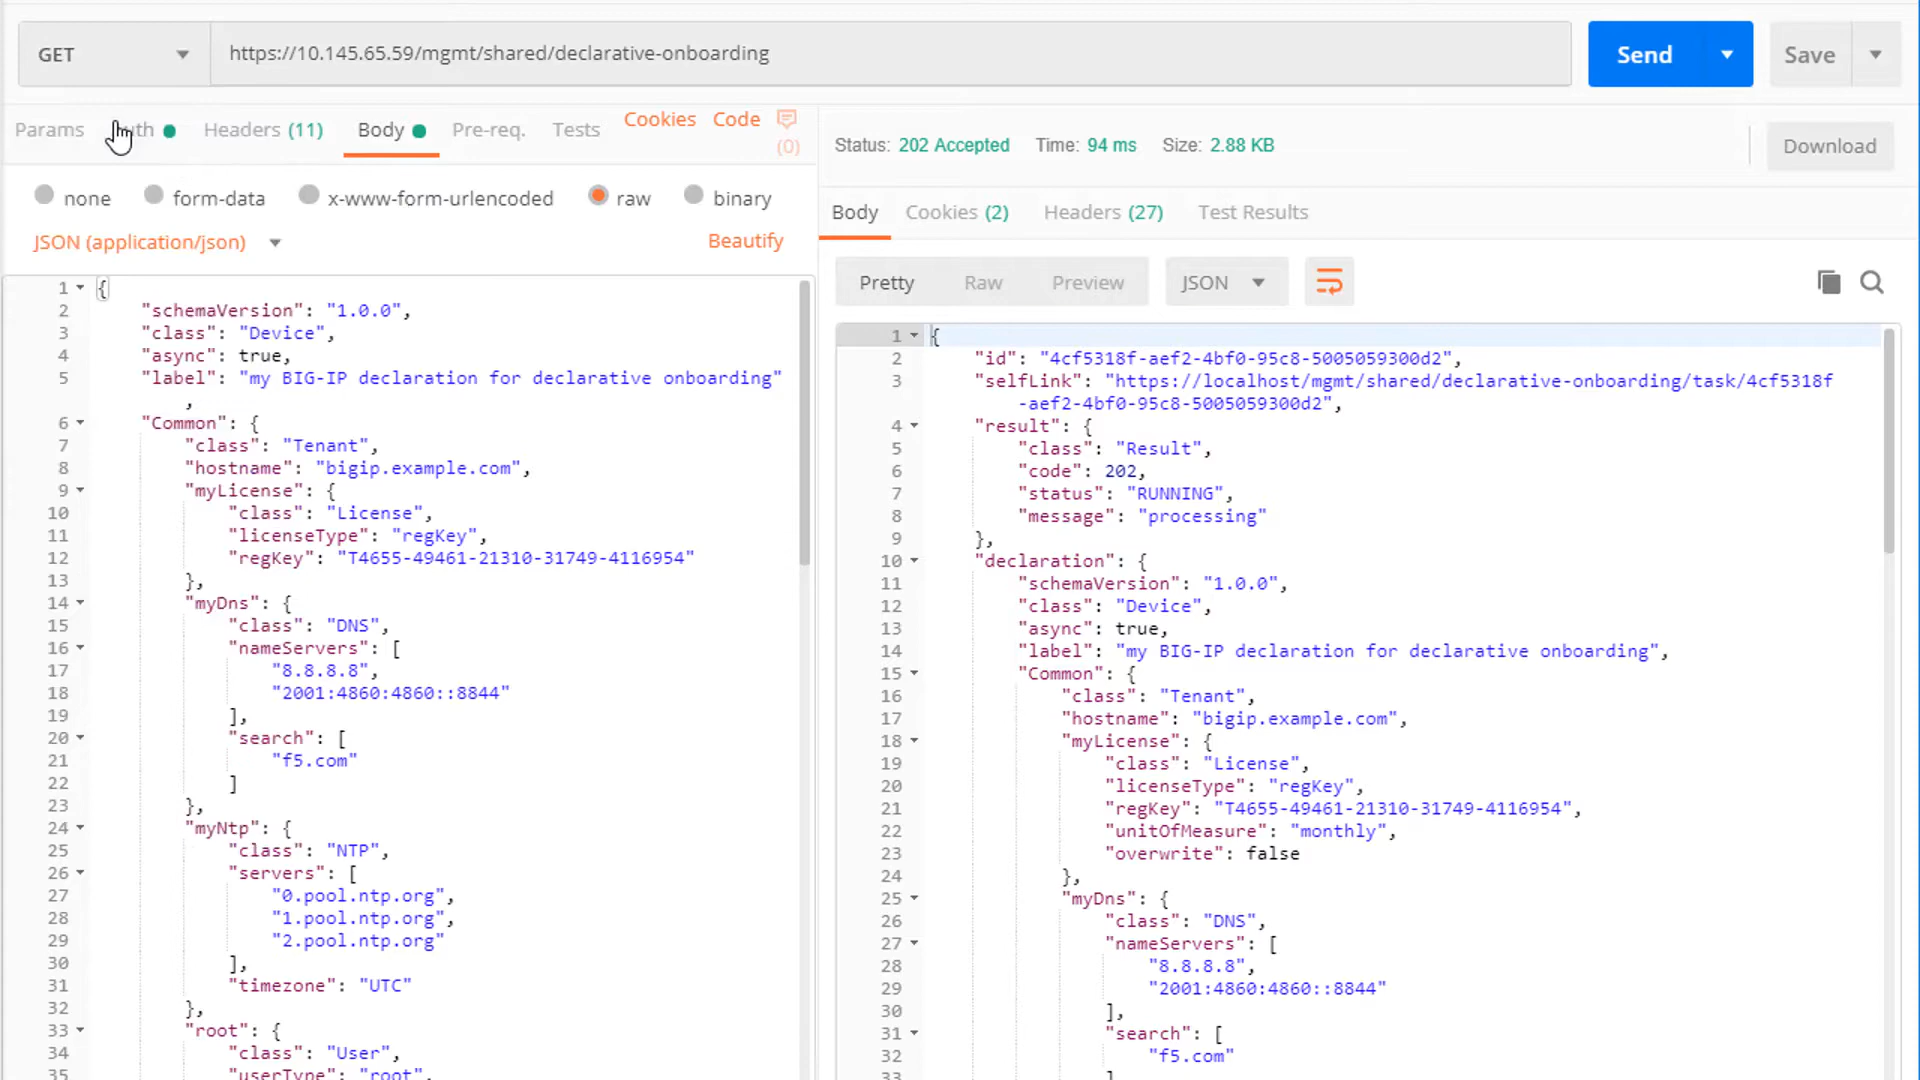 GET
https://10.145.65.59/mgmt/shared/declarative-onboarding
Send
Save
Params
Headers (11)
Body
Pre-req.
Tests
Cookies
Code
(0)
none
form-data
x-www-form-urlencoded
raw
binary
JSON (application/json)
Beautify
1 {
2 "schemaVersion": "1.0.0",
3 "class": "Device",
4 "async": true,
5 "label": "my BIG-IP declaration for declarative onboarding"
,
6 "Common": {
7 "class": "Tenant",
8 "hostname": "bigip.example.com",
9 "myLicense": {
10 "class": "License",
11 "licenseType": "regKey",
12 "regKey": "T4655-49461-21310-31749-4116954"
13 },
14 "myDns": {
15 "class": "DNS",
16 "nameServers": [
17 "8.8.8.8",
18 "2001:4860:4860::8844"
19 ],
20 "search": [
21 "f5.com"
22 ]
23 },
24 "myNtp": {
25 "class": "NTP",
26 "servers": [
27 "0.pool.ntp.org",
28 "1.pool.ntp.org",
29 "2.pool.ntp.org"
30 ],
31 "timezone": "UTC"
32 },
33 "root": {
34 "class": "User",
35 "userType": "root",
Status: 202 Accepted Time: 94 ms Size: 2.88 KB
Download
Body
Cookies (2)
Headers (27)
Test Results
Pretty
Raw
Preview
JSON
1 {
2 "id": "4cf5318f-aef2-4bf0-95c8-5005059300d2",
3 "selfLink": "https://localhost/mgmt/shared/declarative-onboarding/task/4cf5318f
-aef2-4bf0-95c8-5005059300d2",
4 "result": {
5 "class": "Result",
6 "code": 202,
7 "status": "RUNNING",
8 "message": "processing"
9 },
10 "declaration": {
11 "schemaVersion": "1.0.0",
12 "class": "Device",
13 "async": true,
14 "label": "my BIG-IP declaration for declarative onboarding",
15 "Common": {
16 "class": "Tenant",
17 "hostname": "bigip.example.com",
18 "myLicense": {
19 "class": "License",
20 "licenseType": "regKey",
21 "regKey": "T4655-49461-21310-31749-4116954",
22 "unitOfMeasure": "monthly",
23 "overwrite": false
24 },
25 "myDns": {
26 "class": "DNS",
27 "nameServers": [
28 "8.8.8.8",
29 "2001:4860:4860::8844"
30 ],
31 "search": [
32 "f5.com"
33 ]